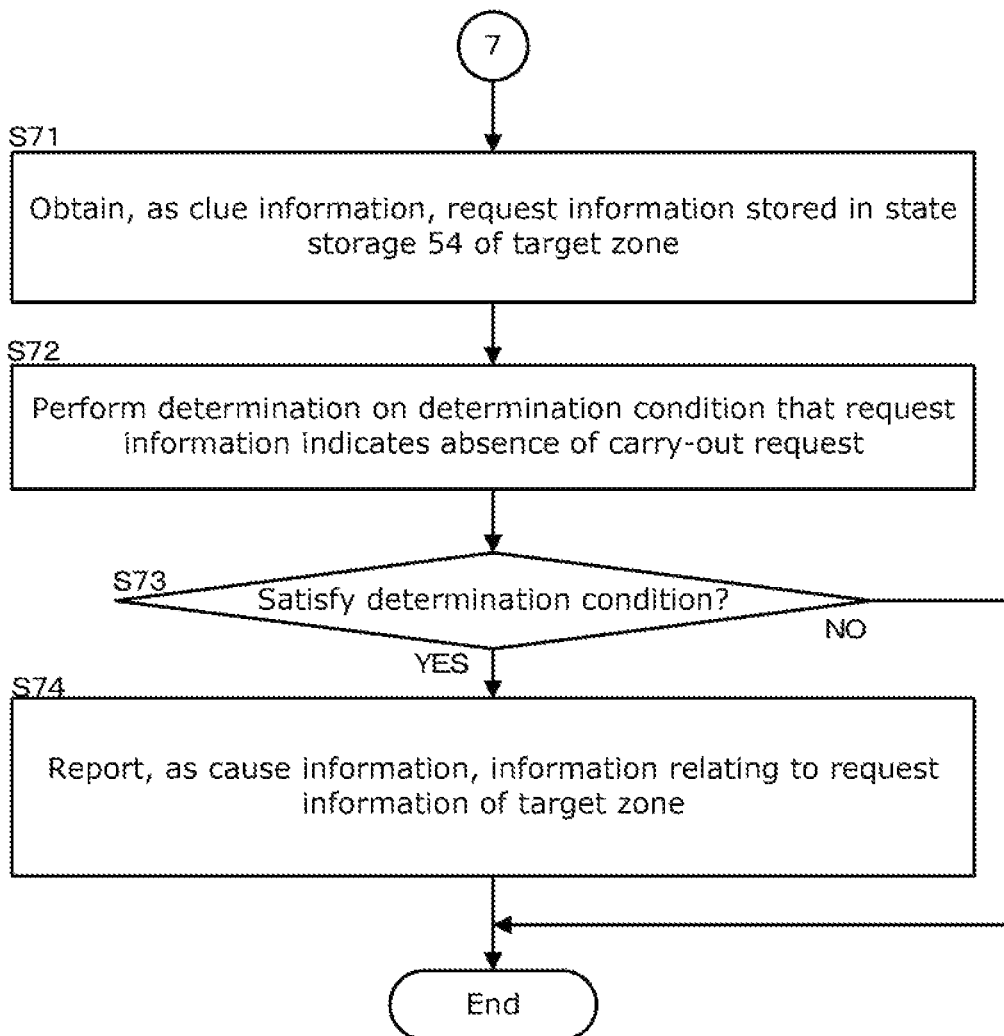 7
S71
Obtain, as clue information, request information stored in state
storage 54 of target zone
S72
Perform determination on determination condition that request
information indicates absence of carry-out request
S73
Satisfy determination condition?
NO
YES
S74
Report, as cause information, information relating to request
information of target zone
End